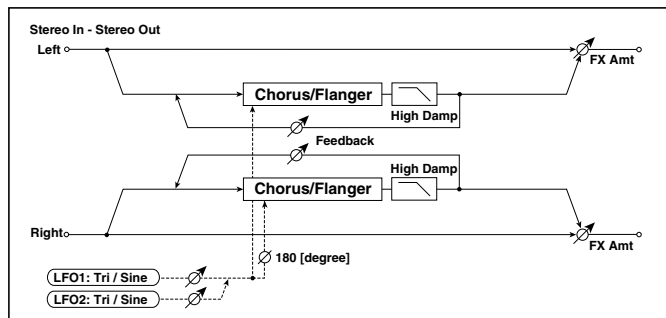 Stereo In - Stereo Out
Left
FX Amt
Chorus/Flanger
High Damp
Feedback
High Damp
Chorus/Flanger
Right
FX Amt
180 [degree]
LFO1: Tri / Sine
LFO2: Tri / Sine